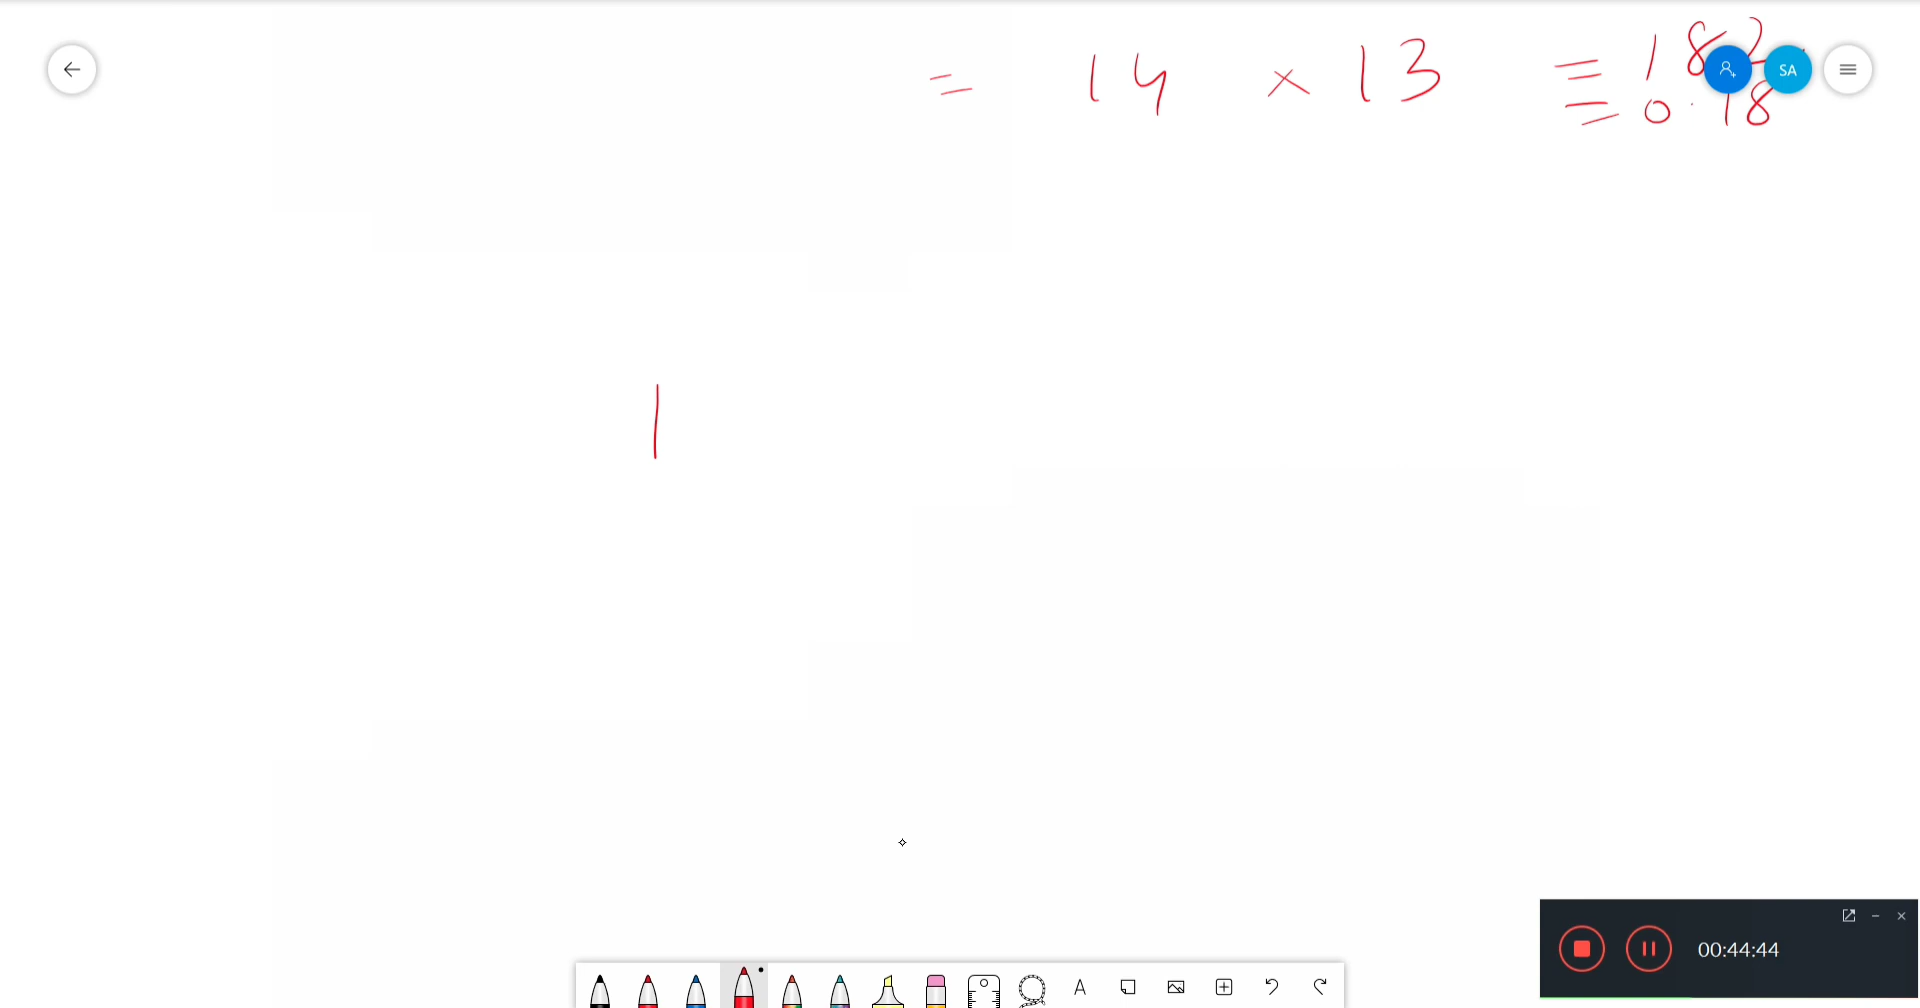 = 14 × 13 = 182
= 0.18
SA
1
A
00:44:44